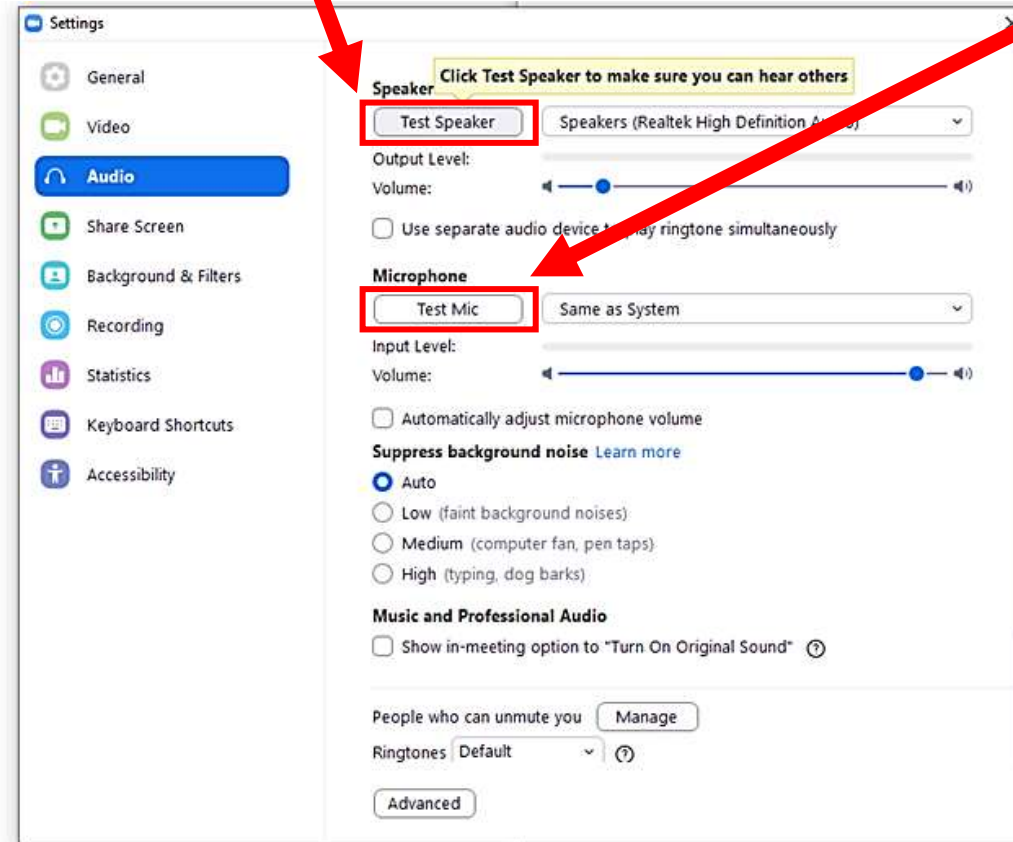 Settings
General
Video
Audio
Share Screen
Background & Filters
Recording
Statistics
Keyboard Shortcuts
Accessibility
Click Test Speaker to make sure you can hear others
Speaker
Test Speaker
Speakers (Realtek High Definition Audio)
Output Level:
Volume:
Use separate audio device to play ringtone simultaneously
Microphone
Test Mic
Same as System
Input Level:
Volume:
Automatically adjust microphone volume
Suppress background noise Learn more
Auto
Low (faint background noises)
Medium (computer fan, pen taps)
High (typing, dog barks)
Music and Professional Audio
Show in-meeting option to "Turn On Original Sound"
People who can unmute you Manage
Ringtones Default
Advanced